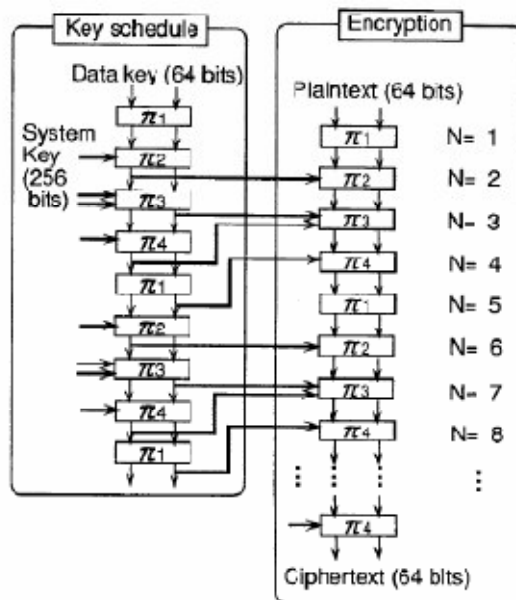 Key schedule
Data key (64 bits)
System
Key
(256
bits)
π1
π2
π3
π4
π1
π2
π3
π4
π1
Encryption
Plaintext (64 bits)
π1 N= 1
π2 N= 2
π3 N= 3
π4 N= 4
π1 N= 5
π2 N= 6
π3 N= 7
π4 N= 8
π4
Ciphertext (64 bits)